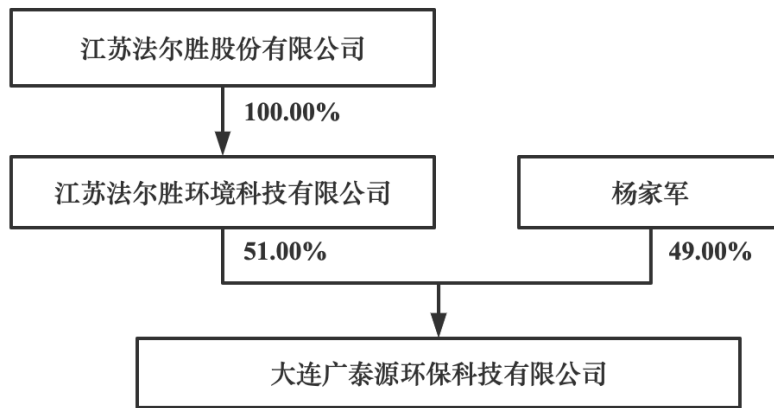 江苏法尔胜股份有限公司
100.00%
江苏法尔胜环境科技有限公司
杨家军
51.00%
49.00%
大连广泰源环保科技有限公司